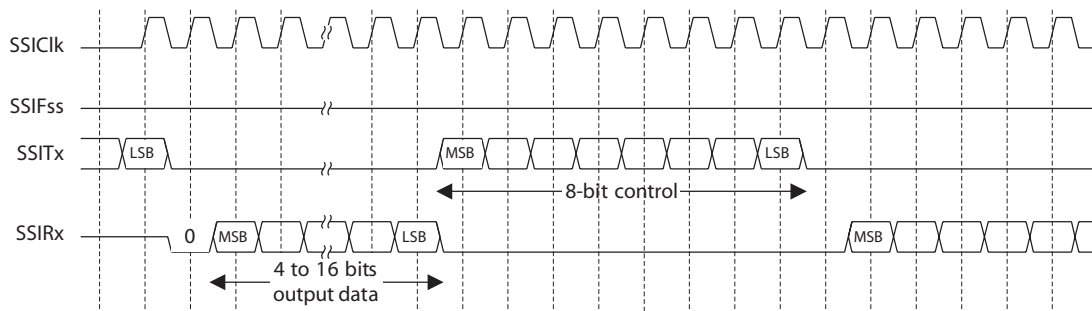 SSIClk
SSIFss
SSITx
LSB
MSB
LSB
8-bit control
SSIRx
0
MSB
LSB
MSB
4 to 16 bits
output data